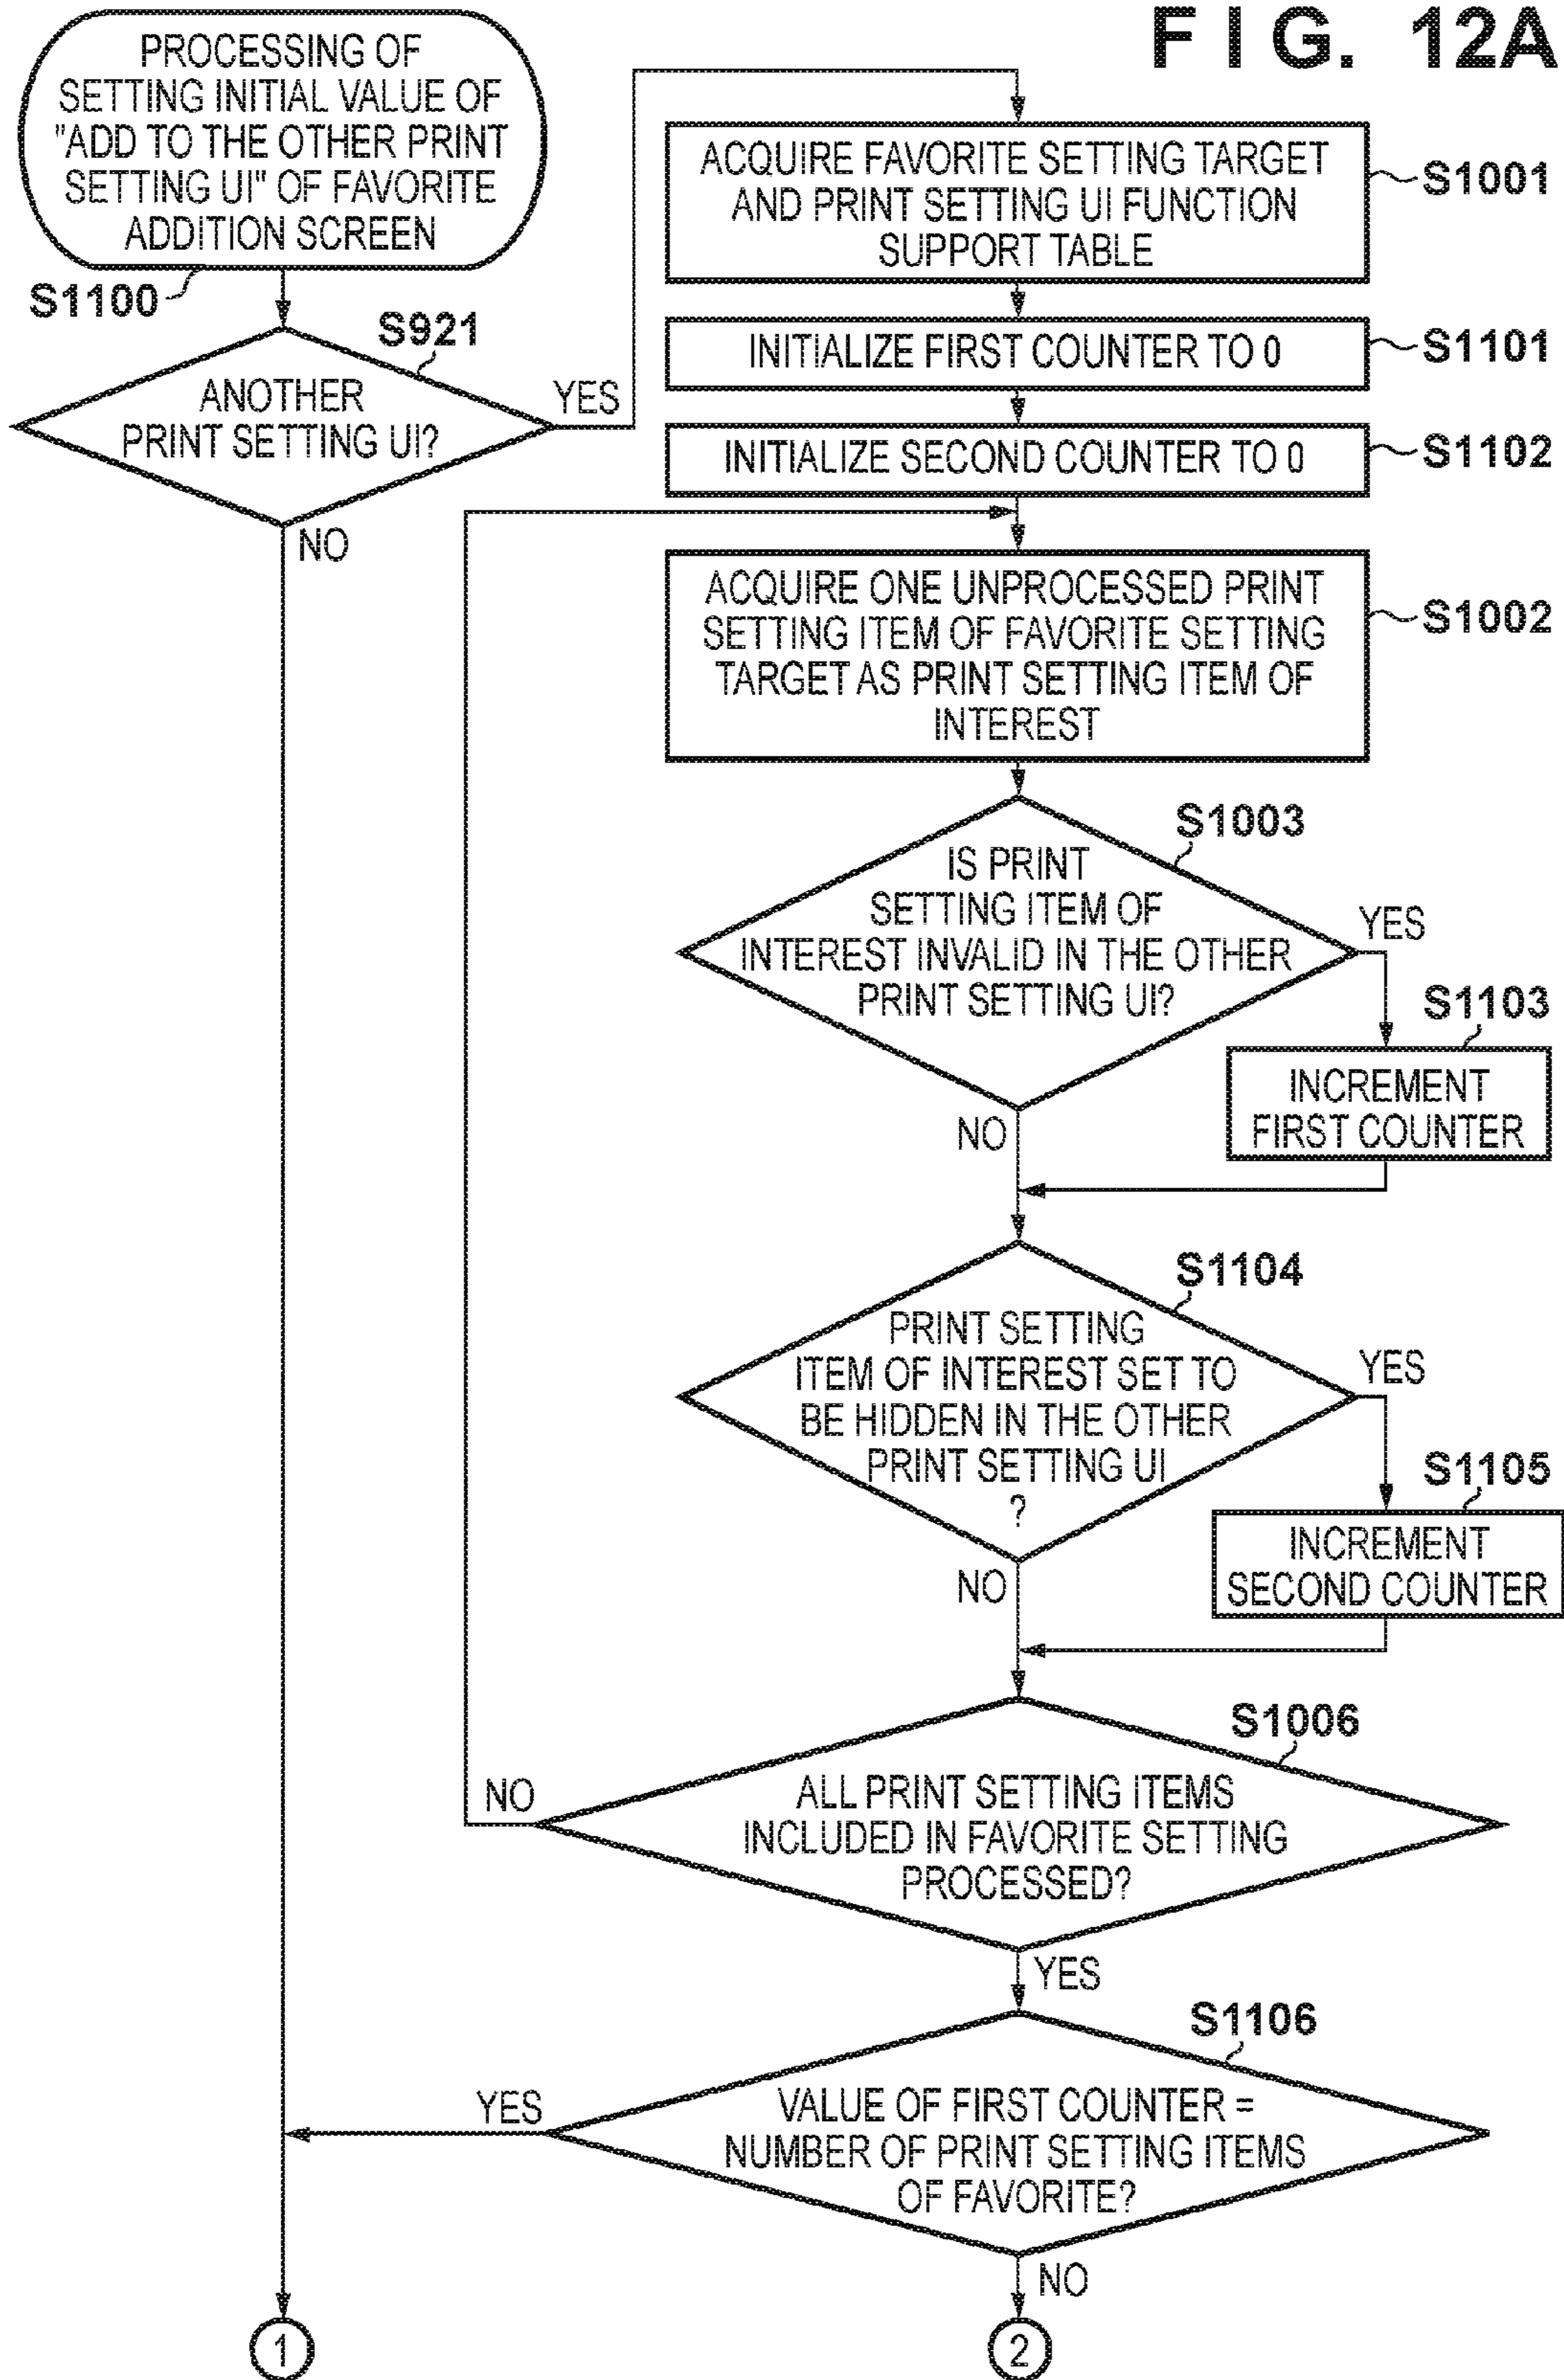 FIG. 12A
PROCESSING OF
SETTING INITIAL VALUE OF
"ADD TO THE OTHER PRINT
SETTING UI" OF FAVORITE
ADDITION SCREEN
S1100
S921
ANOTHER
PRINT SETTING UI?
YES
NO
ACQUIRE FAVORITE SETTING TARGET
AND PRINT SETTING UI FUNCTION
SUPPORT TABLE
S1001
INITIALIZE FIRST COUNTER TO 0
S1101
INITIALIZE SECOND COUNTER TO 0
S1102
ACQUIRE ONE UNPROCESSED PRINT
SETTING ITEM OF FAVORITE SETTING
TARGET AS PRINT SETTING ITEM OF
INTEREST
S1002
S1003
IS PRINT
SETTING ITEM OF
INTEREST INVALID IN THE OTHER
PRINT SETTING UI?
YES
NO
S1103
INCREMENT
FIRST COUNTER
S1104
PRINT SETTING
ITEM OF INTEREST SET TO
BE HIDDEN IN THE OTHER
PRINT SETTING UI
?
YES
NO
S1105
INCREMENT
SECOND COUNTER
S1006
ALL PRINT SETTING ITEMS
INCLUDED IN FAVORITE SETTING
PROCESSED?
NO
YES
S1106
VALUE OF FIRST COUNTER =
NUMBER OF PRINT SETTING ITEMS
OF FAVORITE?
YES
NO
1
2